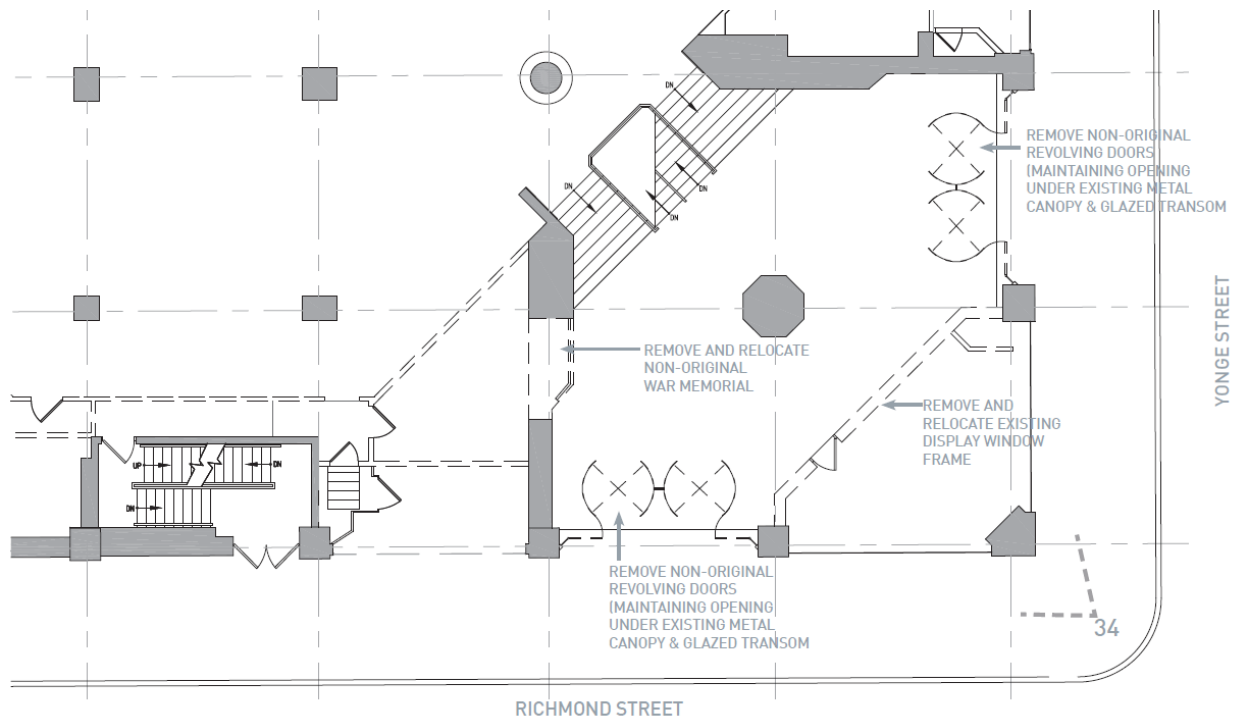 DN
REMOVE NON-ORIGINAL
REVOLVING DOORS
(MAINTAINING OPENING
UNDER EXISTING METAL
CANOPY & GLAZED TRANSOM
DN
DN
DN
YONGE STREET
REMOVE AND RELOCATE
NON-ORIGINAL
WAR MEMORIAL
REMOVE AND
RELOCATE EXISTING
DISPLAY WINDOW
FRAME
UP
DN
DN
REMOVE NON-ORIGINAL
REVOLVING DOORS
(MAINTAINING OPENING
UNDER EXISTING METAL
CANOPY & GLAZED TRANSOM
34
RICHMOND STREET